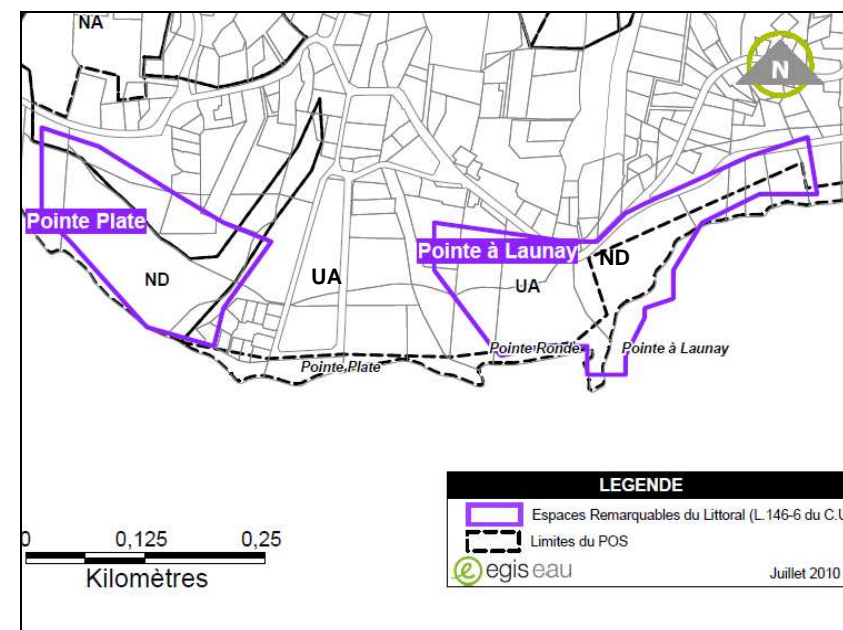 NA
N
Pointe Plate
Pointe à Launay
ND
ND
UA
UA
Pointe Ronde
Pointe à Launay
Pointe Plate
LEGENDE
Espaces Remarquables du Littoral (L.146-6 du C.U
Limites du POS
egis eau
Juillet 2010
0 0,125 0,25
Kilomètres